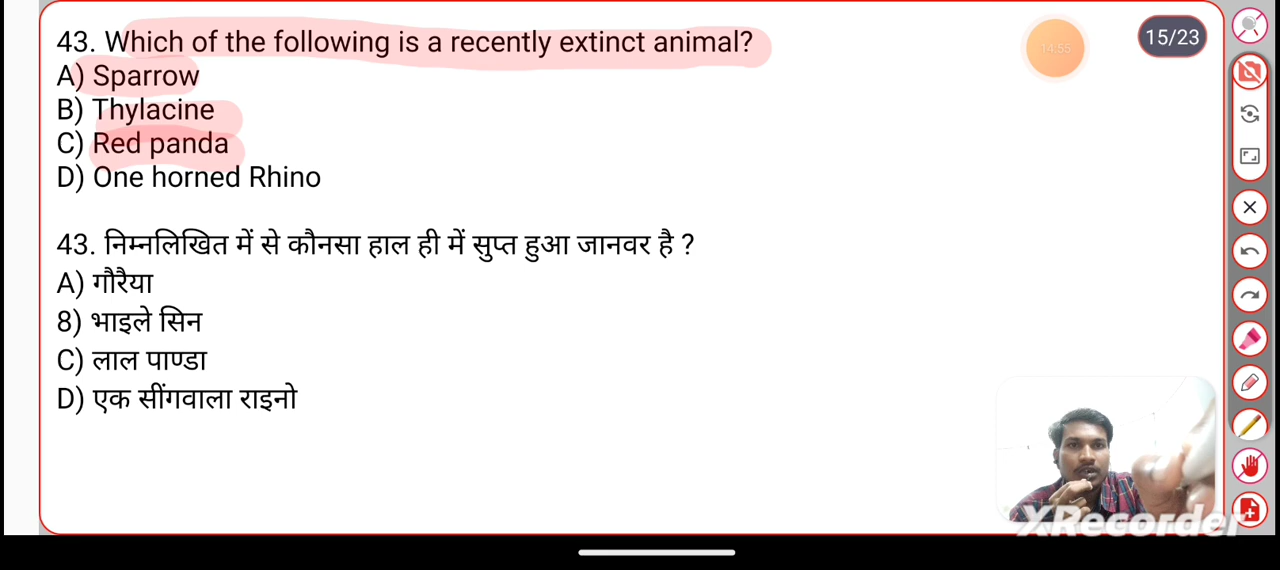 43. Which of the following is a recently extinct animal?
A) Sparrow
B) Thylacine
C) Red panda
D) One horned Rhino
43. निम्नलिखित में से कौनसा हाल ही में सुप्त हुआ जानवर है ?
A) गौरैया
8) भाइले सिन
C) लाल पाण्डा
D) एक सींगवाला राइनो
14:55
15/23
XRecorder